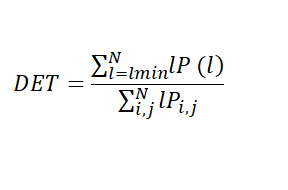 DET = \frac{\sum_{l=lmin}^{N} lP (l)}{\sum_{i,j}^{N} lP_{i,j}}